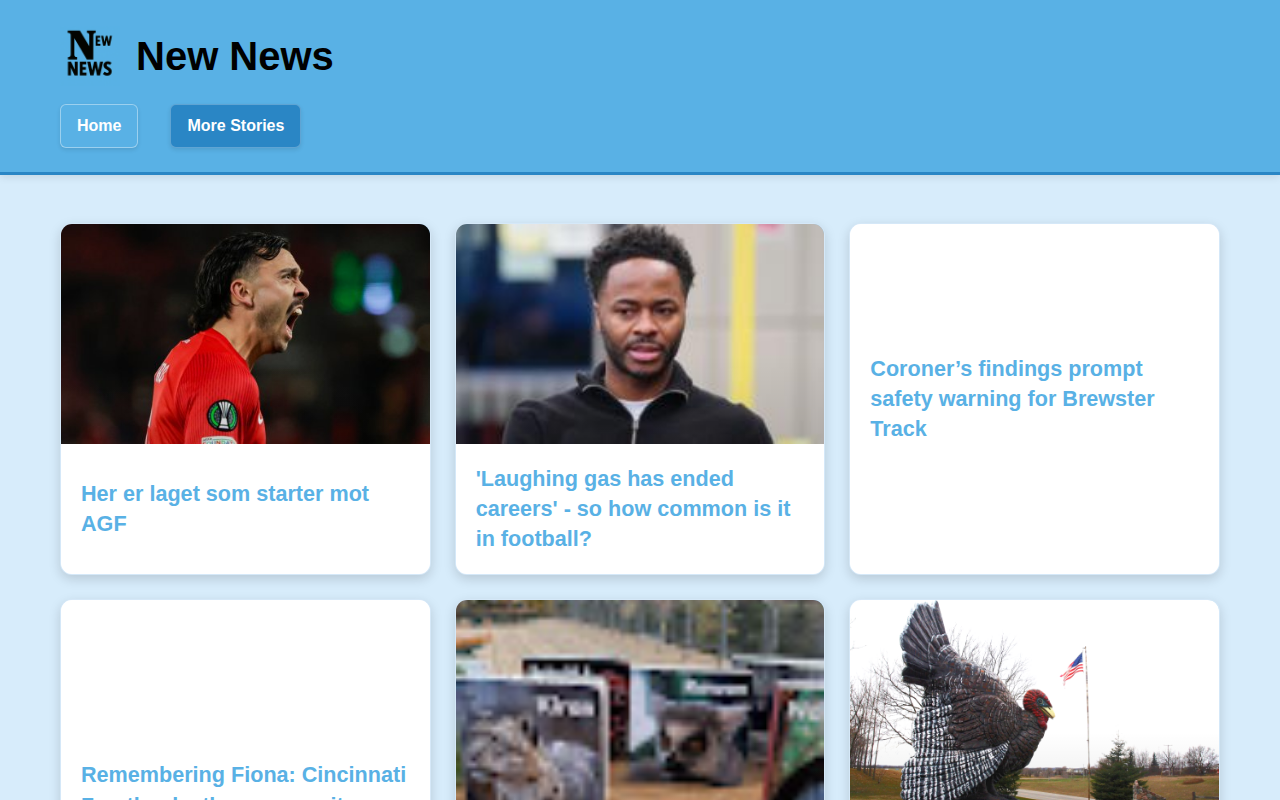 NEW
NEWS
New News
Home
More Stories
Her er laget som starter mot
AGF
'Laughing gas has ended
careers' - so how common is it
in football?
Coroner’s findings prompt
safety warning for Brewster
Track
Remembering Fiona: Cincinnati